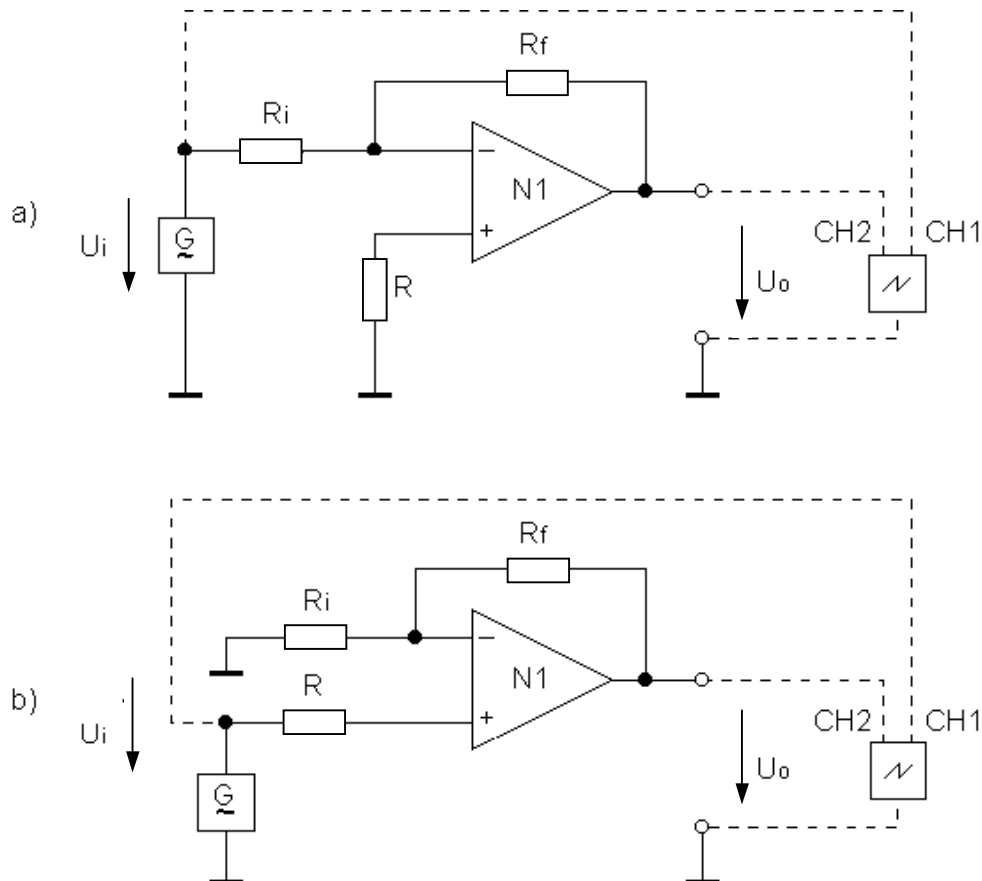 Rf
Ri
N1
−
+
a)
Ui
G
~
R
CH2 CH1
Uo
Rf
Ri
N1
−
+
R
b)
Ui
G
~
CH2 CH1
Uo